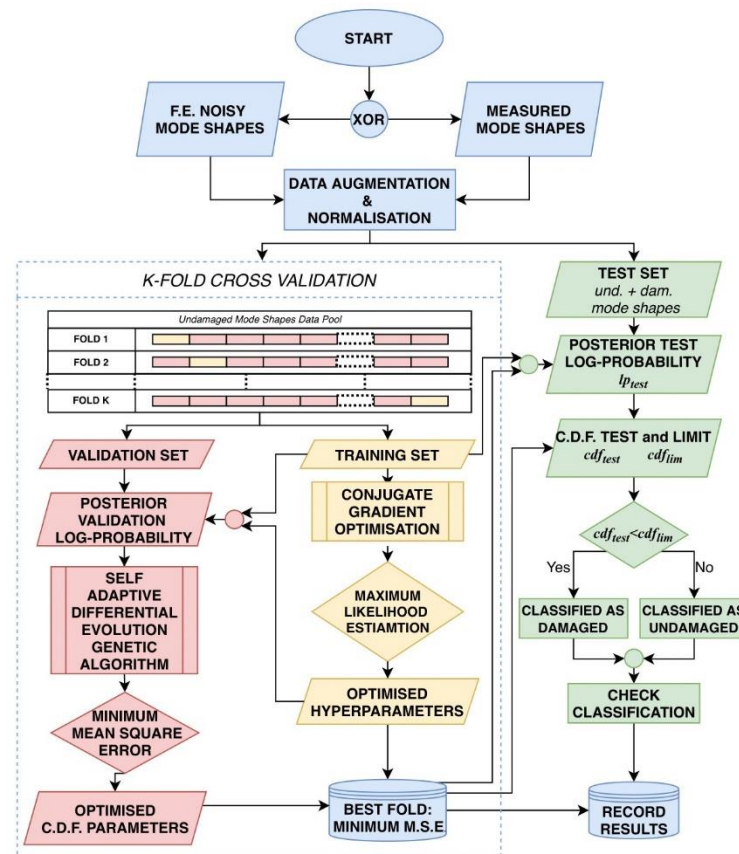 START
F.E. NOISY
MODE SHAPES
XOR
MEASURED
MODE SHAPES
DATA AUGMENTATION
&
NORMALISATION
K-FOLD CROSS VALIDATION
Undamaged Mode Shapes Data Pool
FOLD 1
FOLD 2
FOLD K
VALIDATION SET
TRAINING SET
POSTERIOR
VALIDATION
LOG-PROBABILITY
CONJUGATE
GRADIENT
OPTIMISATION
SELF
ADAPTIVE
DIFFERENTIAL
EVOLUTION
GENETIC
ALGORITHM
MAXIMUM
LIKELIHOOD
ESTIAMTION
MINIMUM
MEAN SQUARE
ERROR
OPTIMISED
HYPERPARAMETERS
OPTIMISED
C.D.F. PARAMETERS
BEST FOLD:
MINIMUM M.S.E.
TEST SET
und. + dam.
mode shapes
POSTERIOR TEST
LOG-PROBABILITY
lptest
C.D.F. TEST and LIMIT
cdftest cdflim
cdftest<cdflim
Yes
No
CLASSIFIED AS
DAMAGED
CLASSIFIED AS
UNDAMAGED
CHECK
CLASSIFICATION
RECORD
RESULTS